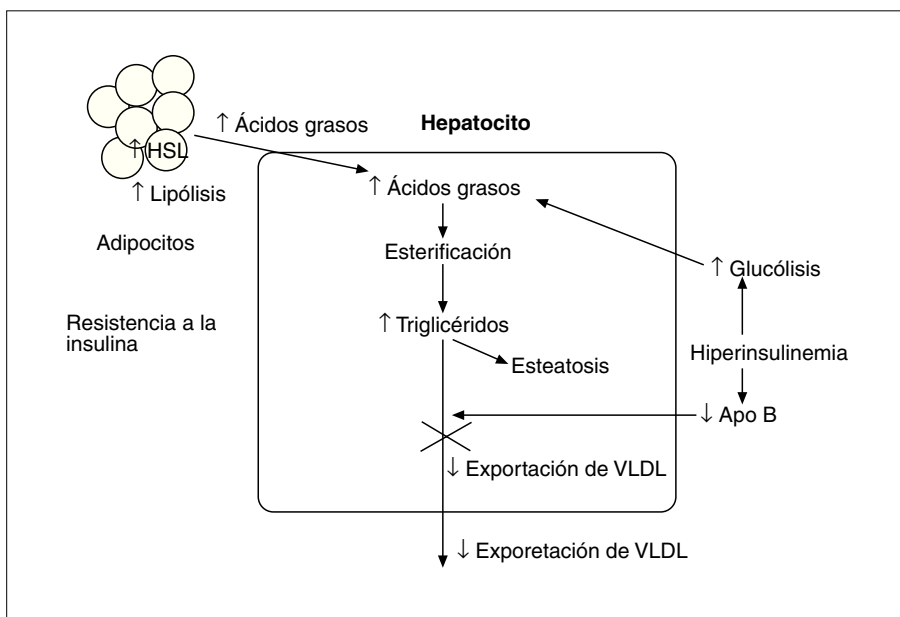 ↑ Ácidos grasos
Hepatocito
↑ HSL
↑ Lipólisis
Adipocitos
Resistencia a la
insulina
↑ Ácidos grasos
Esterificación
↑ Triglicéridos
Esteatosis
↑ Glucólisis
Hiperinsulinemia
↓ Apo B
↓ Exportación de VLDL
↓ Exporetación de VLDL